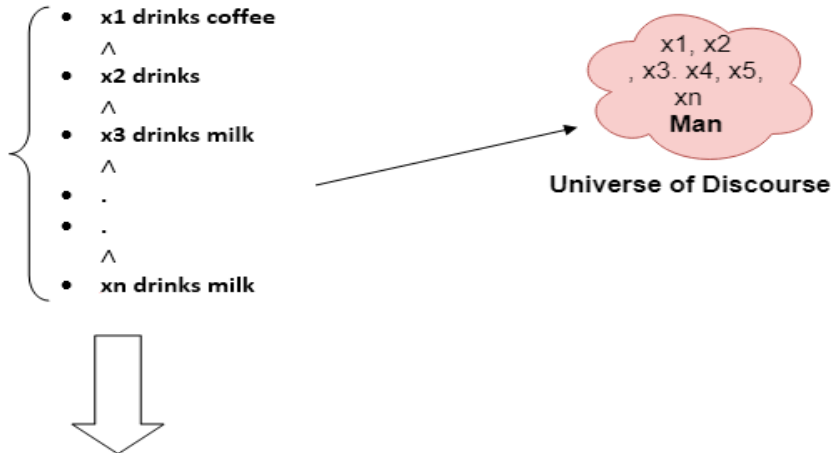 • x1 drinks coffee
^
• x2 drinks
^
• x3 drinks milk
^
• .
• .
^
• xn drinks milk
x1, x2
, x3. x4, x5,
xn
Man
Universe of Discourse